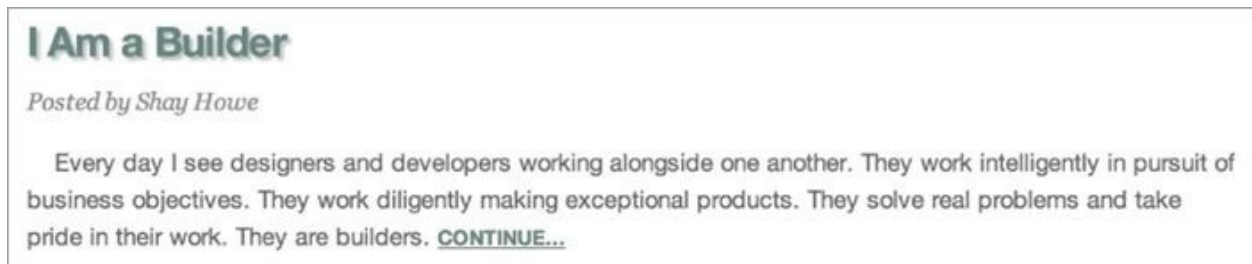 I Am a Builder
Posted by Shay Howe
Every day I see designers and developers working alongside one another. They work intelligently in pursuit of
business objectives. They work diligently making exceptional products. They solve real problems and take
pride in their work. They are builders. CONTINUE...